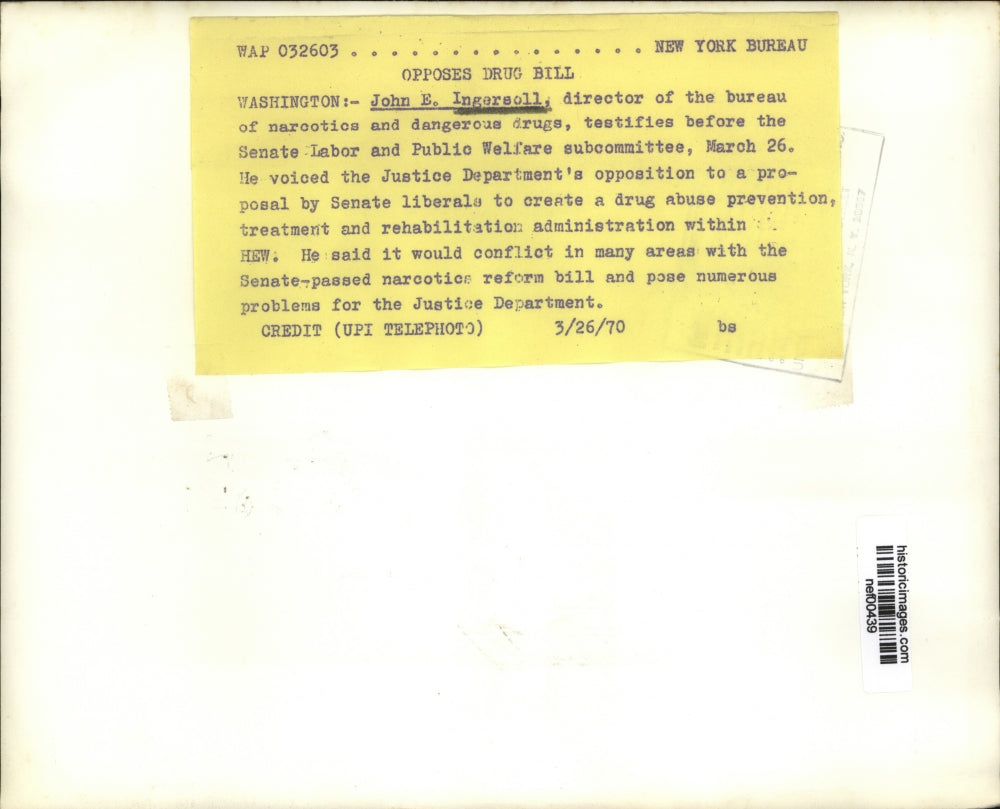 WAP 032603 . . . . . . . . . . . . . . . NEW YORK BUREAU
OPPOSES DRUG BILL
WASHINGTON:- John E. Ingersoll, director of the bureau
of narcotics and dangerous drugs, testifies before the
Senate Labor and Public Welfare subcommittee, March 26.
He voiced the Justice Department's opposition to a pro-
posal by Senate liberals to create a drug abuse prevention,
treatment and rehabilitation administration within
HEW. He said it would conflict in many areas with the
Senate-passed narcotics reform bill and pose numerous
problems for the Justice Department.
CREDIT (UPI TELEPHOTO) 3/26/70 bs
historicimages.com
nef00439